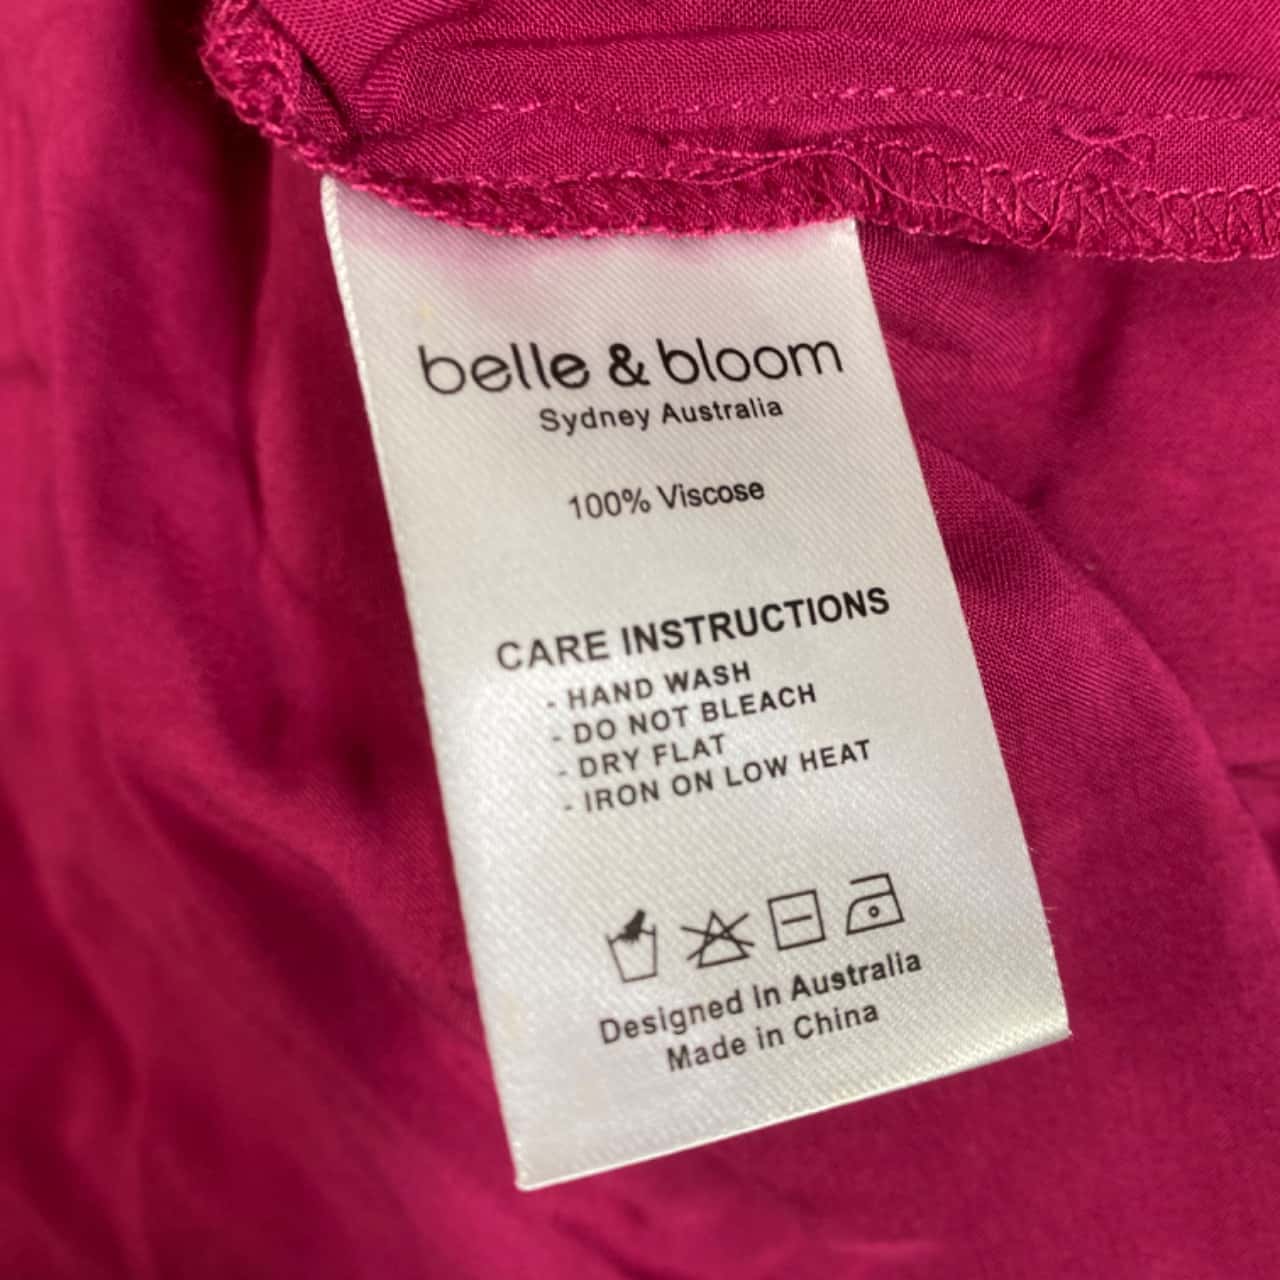 belle & bloom
Sydney Australia
100% Viscose
CARE INSTRUCTIONS
- HAND WASH
- DO NOT BLEACH
- DRY FLAT
- IRON ON LOW HEAT
Designed in Australia
Made in China